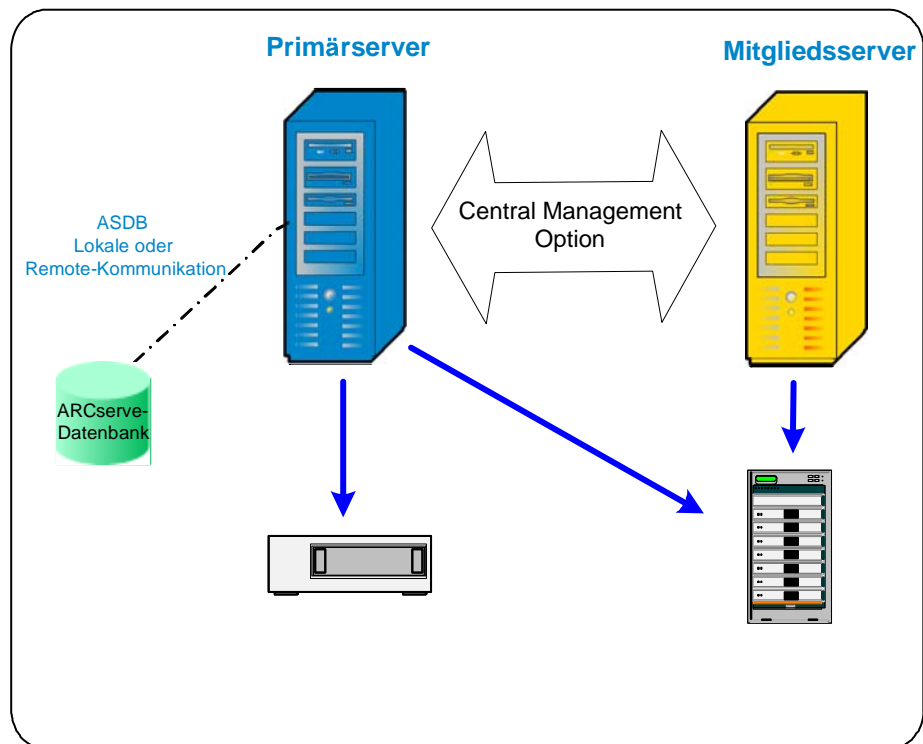 Primärserver
Mitgliedsserver
Central Management
Option
ASDB
Lokale oder
Remote-Kommunikation
ARCserve-
Datenbank